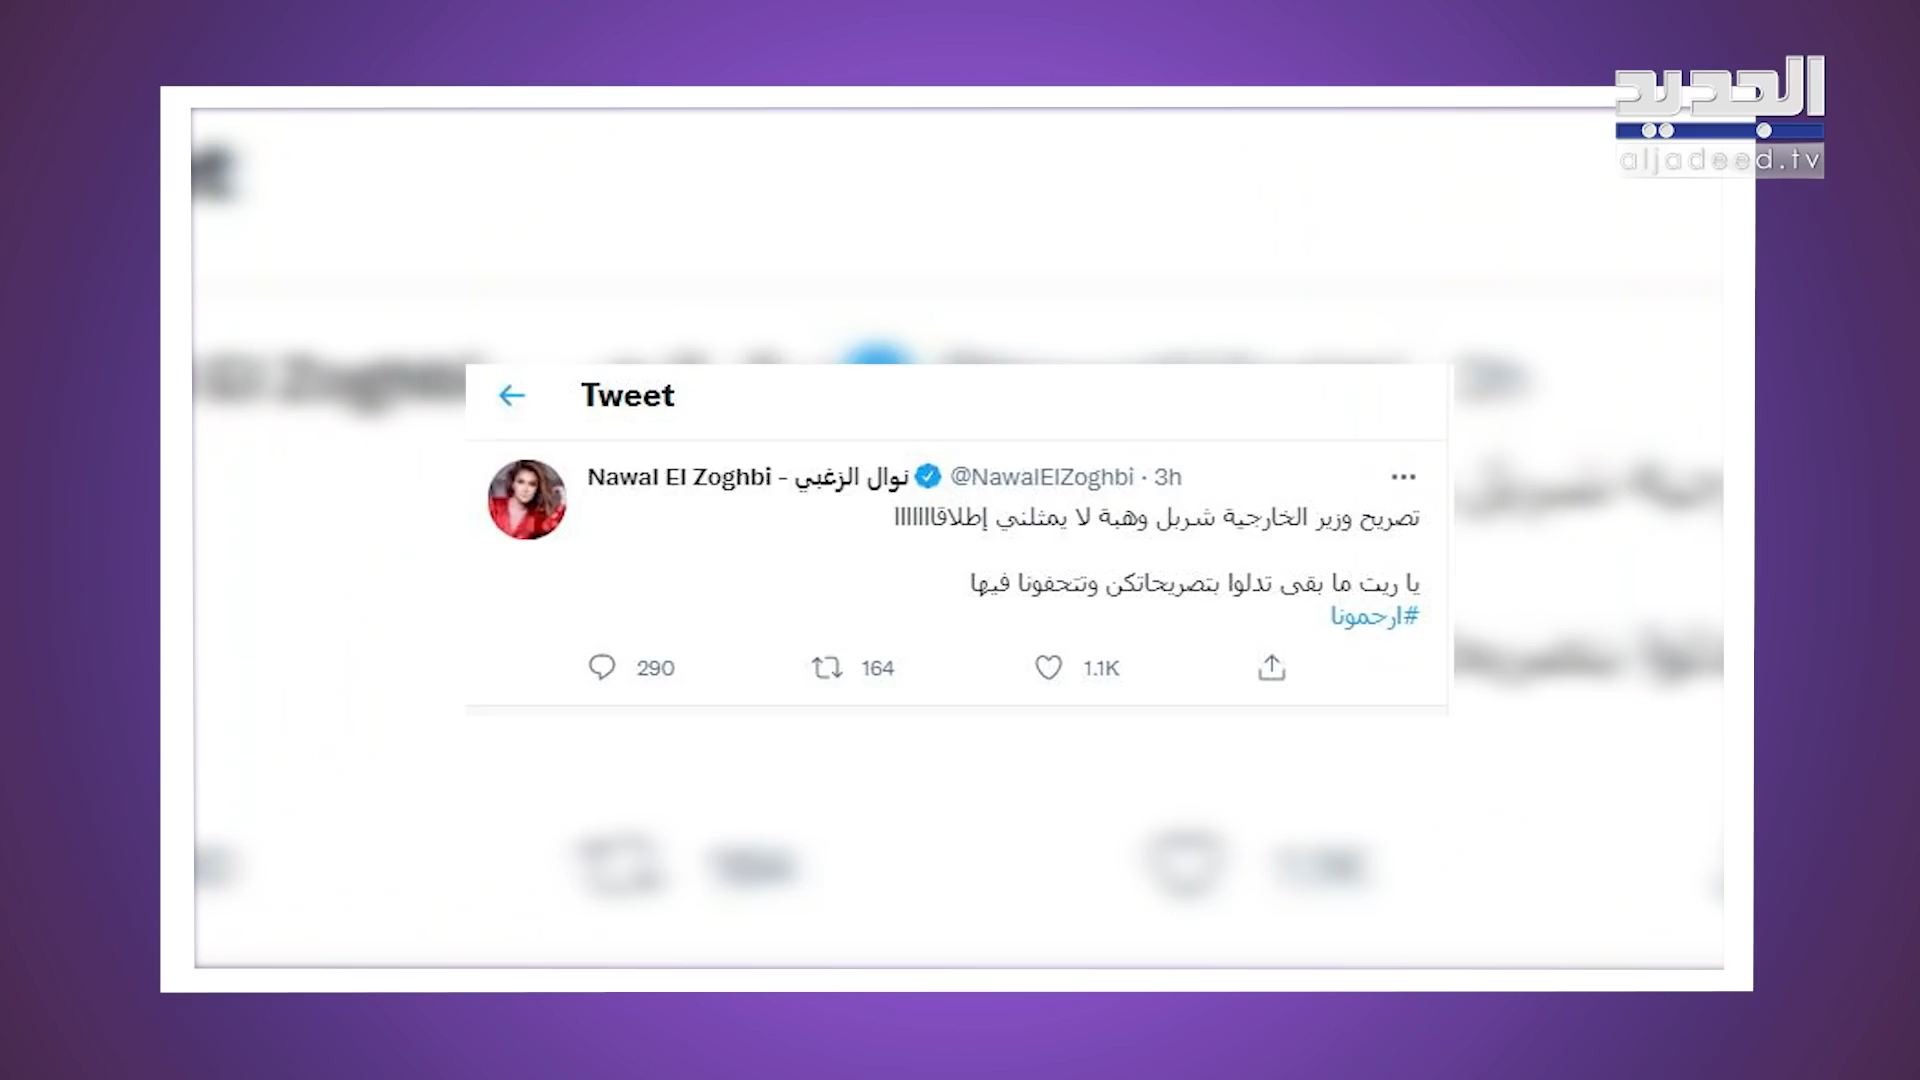 الجديد
aljadeed.tv
Tweet
Nawal El Zoghbi - نوال الزغبي @NawalElZoghbi · 3h
تصريح وزير الخارجية شربل وهبة لا يمثلني إطلاقااااااا
يا ريت ما بقى تدلوا بتصريحاتكن وتتحفونا فيها
#ارحمونا
290 164 1.1K